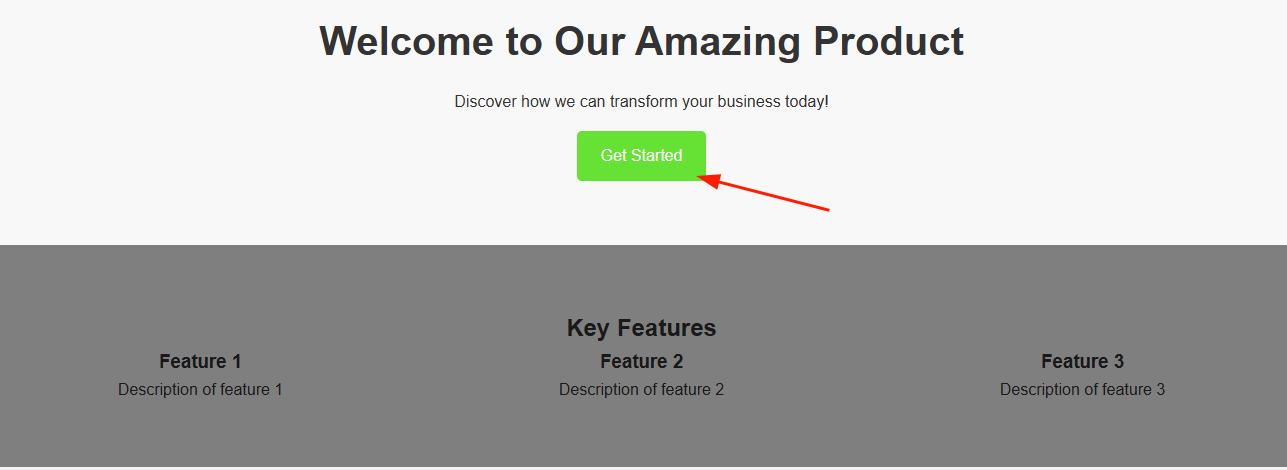 Welcome to Our Amazing Product
Discover how we can transform your business today!
Get Started
Key Features
Feature 1
Description of feature 1
Feature 2
Description of feature 2
Feature 3
Description of feature 3